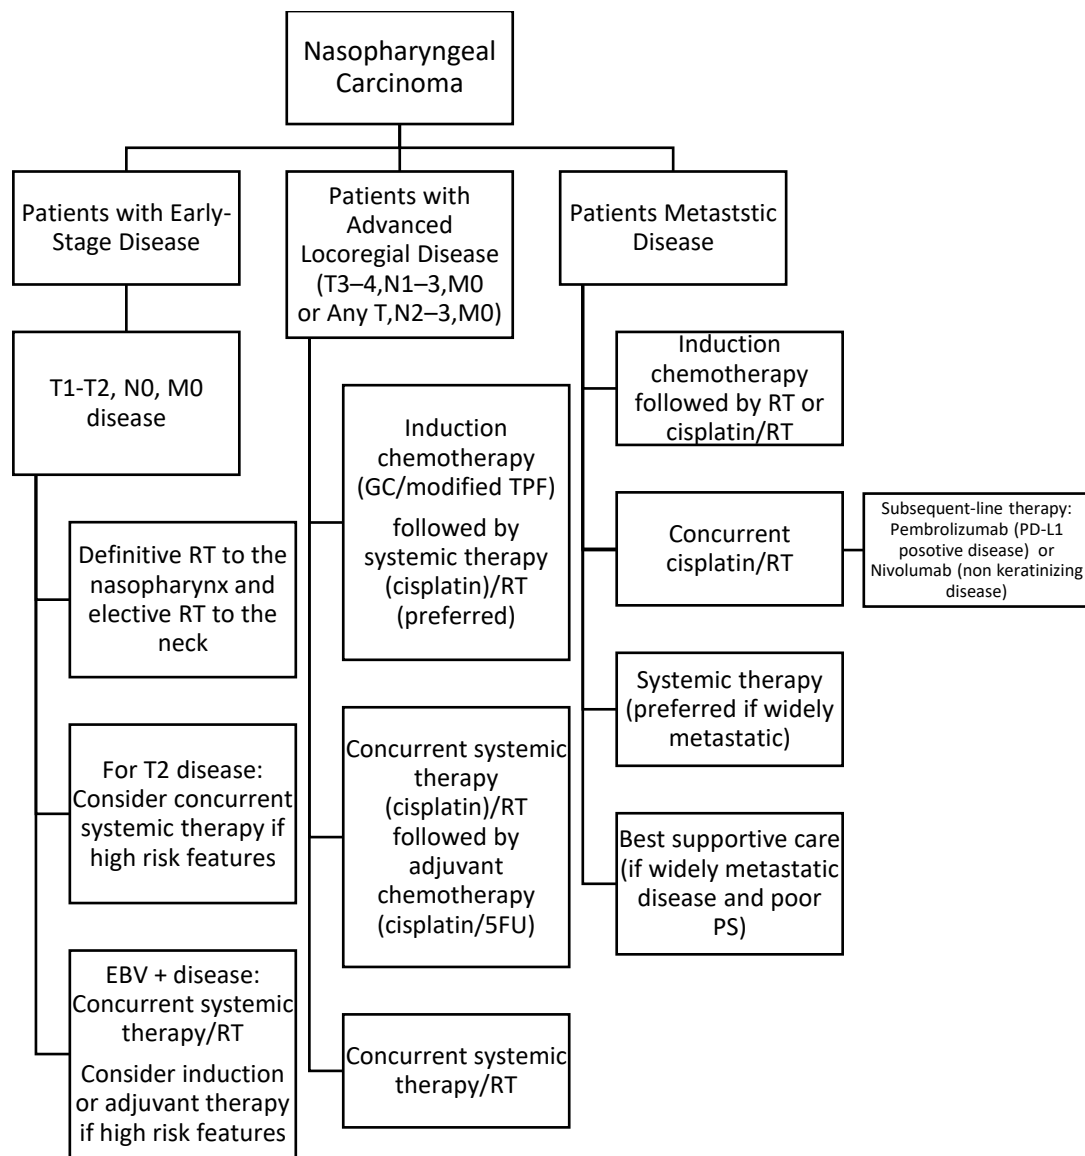 Nasopharyngeal
Carcinoma
Patients with Early-
Stage Disease
T1-T2, N0, M0
disease
Definitive RT to the
nasopharynx and
elective RT to the
neck
For T2 disease:
Consider concurrent
systemic therapy if
high risk features
EBV + disease:
Concurrent systemic
therapy/RT
Consider induction
or adjuvant therapy
if high risk features
Patients with
Advanced
Locoregial Disease
(T3–4,N1–3,M0
or Any T,N2–3,M0)
Induction
chemotherapy
(GC/modified TPF)
followed by
systemic therapy
(cisplatin)/RT
(preferred)
Concurrent systemic
therapy
(cisplatin)/RT
followed by
adjuvant
chemotherapy
(cisplatin/5FU)
Concurrent systemic
therapy/RT
Patients Metaststic
Disease
Induction
chemotherapy
followed by RT or
cisplatin/RT
Concurrent
cisplatin/RT
Subsequent-line therapy:
Pembrolizumab (PD-L1
posotive disease) or
Nivolumab (non keratinizing
disease)
Systemic therapy
(preferred if widely
metastatic)
Best supportive care
(if widely metastatic
disease and poor
PS)